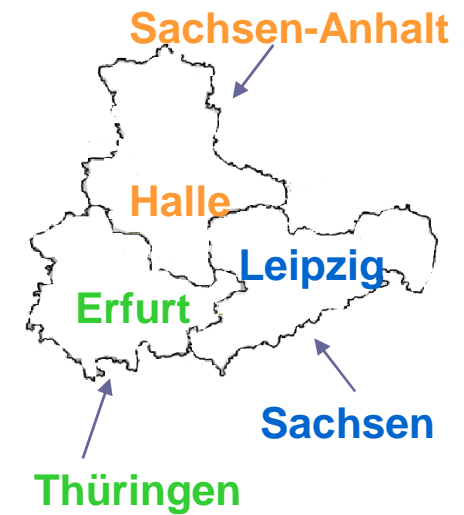 Sachsen-Anhalt
Halle
Leipzig
Erfurt
Sachsen
Thüringen